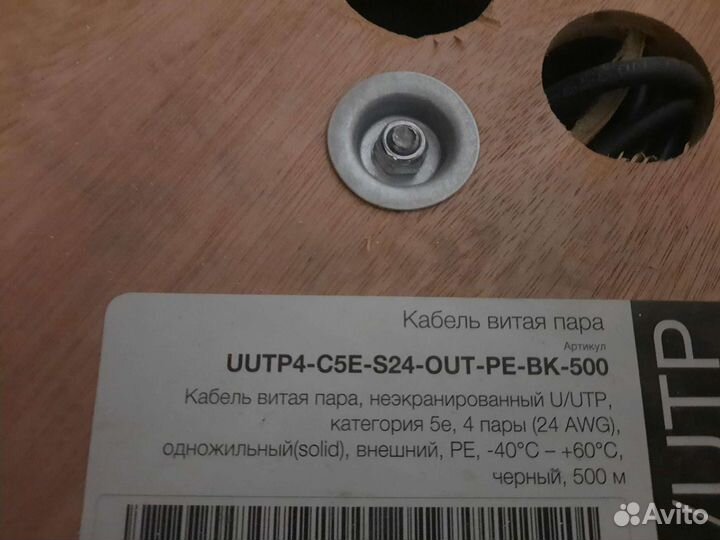 Кабель витая пара
Артикул
UUTP4-C5E-S24-OUT-PE-BK-500
Кабель витая пара, неэкранированный U/UTP,
категория 5e, 4 пары (24 AWG),
одножильный(solid), внешний, PE, -40°C – +60°C,
черный, 500 м
/UTP
Avito